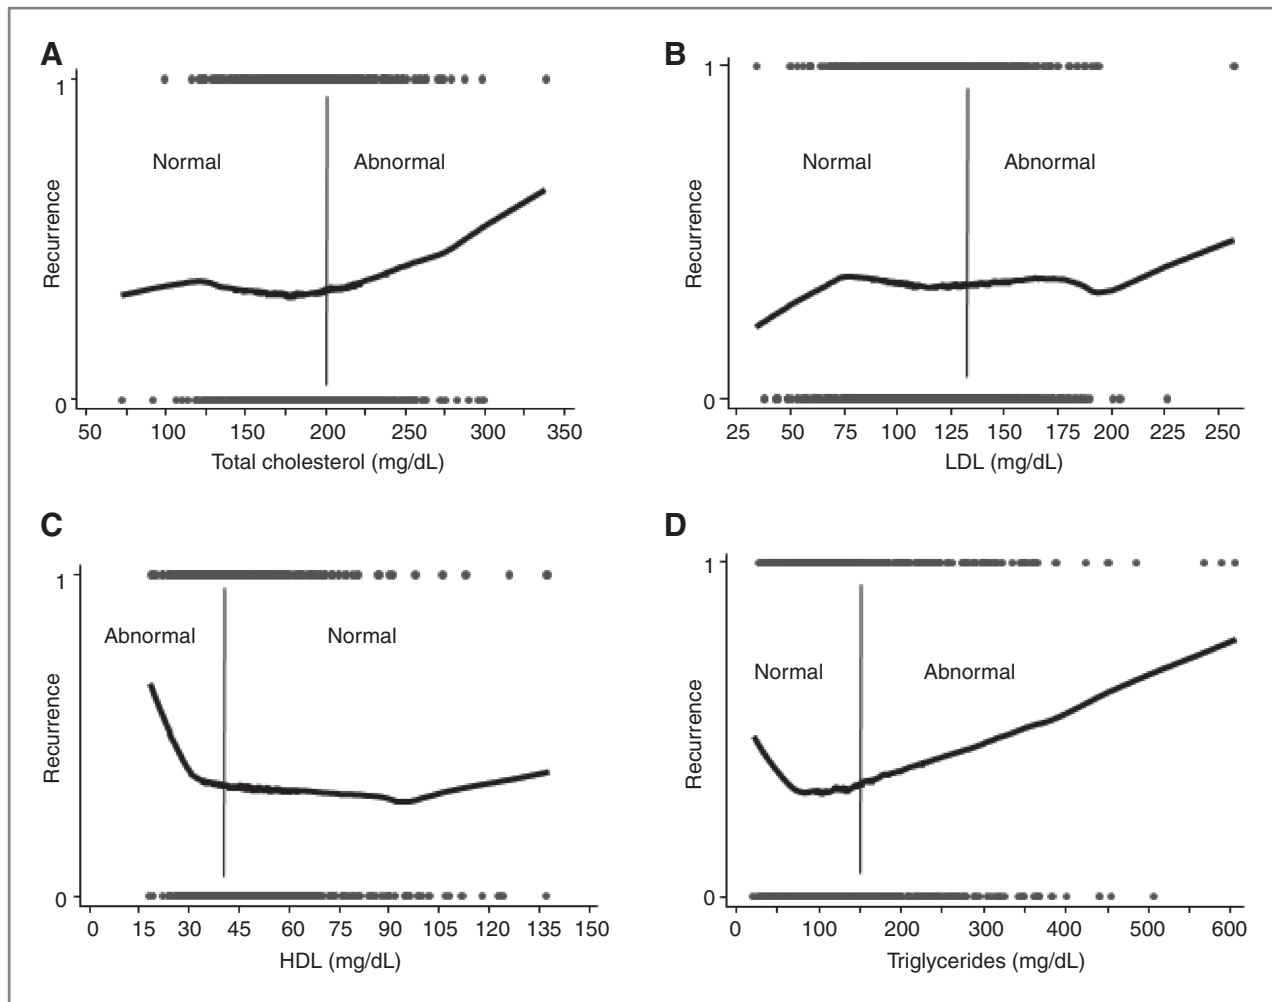 A
1
Normal
Abnormal
Recurrence
0
50 100 150 200 250 300 350
Total cholesterol (mg/dL)
B
1
Normal
Abnormal
Recurrence
0
25 50 75 100 125 150 175 200 225 250
LDL (mg/dL)
C
1
Abnormal
Normal
Recurrence
0
0 15 30 45 60 75 90 105 120 135 150
HDL (mg/dL)
D
1
Normal
Abnormal
Recurrence
0
0 100 200 300 400 500 600
Triglycerides (mg/dL)